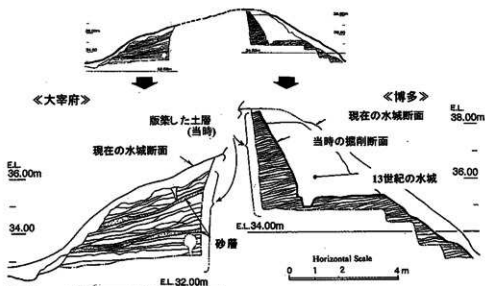 ≪大宰府≫
≪博多≫
版築した土層
(当時)
現在の水城断面
現在の水城断面
当時の掘削断面
13世紀の水城
砂層
E.L.
36.00m
34.00
E.L.32.00m
E.L.34.00m
E.L.
38.00m
36.00
34.00
Horizontal Scale
0 1 2 4 m